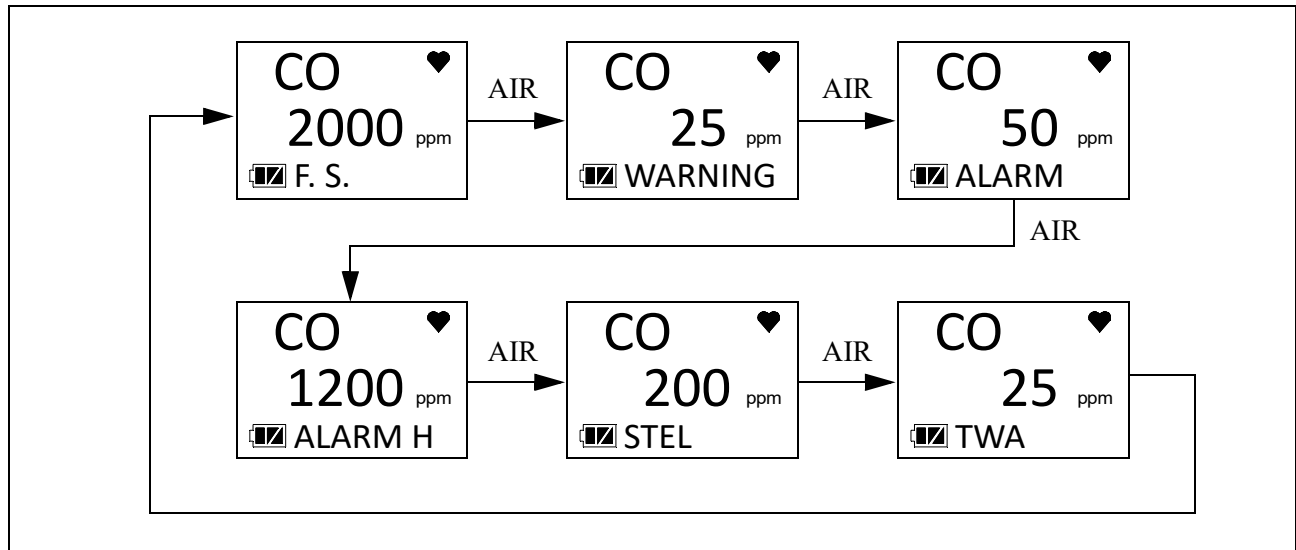 CO
2000 ppm
F. S.
AIR
CO
25 ppm
WARNING
AIR
CO
50 ppm
ALARM
AIR
CO
1200 ppm
ALARM H
AIR
CO
200 ppm
STEL
AIR
CO
25 ppm
TWA